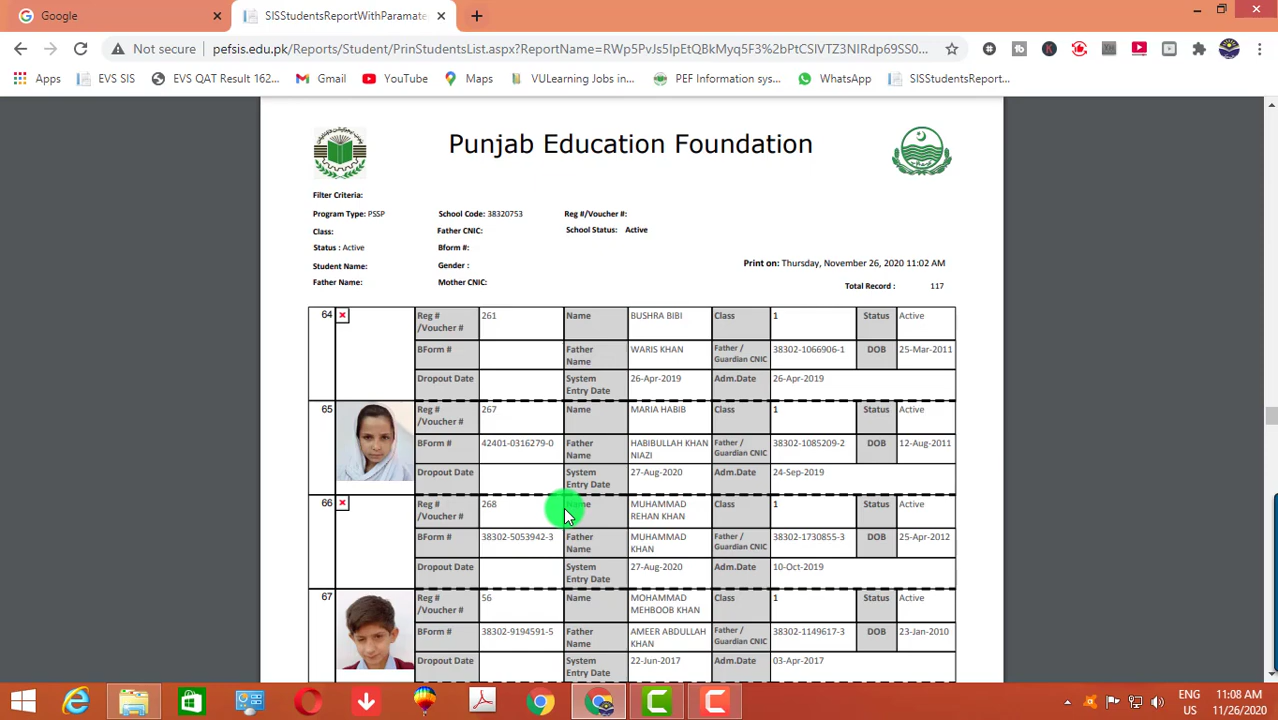 Google
SISStudentsReportWithParamate
Not secure pefsis.edu.pk/Reports/Student/PrinStudentsList.aspx?ReportName=RWp5PvJs5IpEtQBkMyq5F3%2bPtCSlVTZ3NIRdp69SS0...
Apps EVS SIS EVS QAT Result 162... Gmail YouTube Maps VULearning Jobs in... PEF Information sys... WhatsApp SISStudentsReport...
Punjab Education Foundation
Filter Criteria:
Program Type: PSSP School Code: 38320753 Reg #/Voucher #:
Class: Father CNIC: School Status: Active
Status : Active Bform #:
Student Name: Gender : Print on: Thursday, November 26, 2020 11:02 AM
Father Name: Mother CNIC: Total Record : 117
64 Reg # /Voucher # 261 Name BUSHRA BIBI Class 1 Status Active
BForm # Father Name WARIS KHAN Father / Guardian CNIC 38302-1066906-1 DOB 25-Mar-2011
Dropout Date System Entry Date 26-Apr-2019 Adm.Date 26-Apr-2019
65 Reg # /Voucher # 267 Name MARIA HABIB Class 1 Status Active
BForm # 42401-0316279-0 Father Name HABIBULLAH KHAN NIAZI Father / Guardian CNIC 38302-1085209-2 DOB 12-Aug-2011
Dropout Date System Entry Date 27-Aug-2020 Adm.Date 24-Sep-2019
66 Reg # /Voucher # 268 Name MUHAMMAD REHAN KHAN Class 1 Status Active
BForm # 38302-5053942-3 Father Name MUHAMMAD KHAN Father / Guardian CNIC 38302-1730855-3 DOB 25-Apr-2012
Dropout Date System Entry Date 27-Aug-2020 Adm.Date 10-Oct-2019
67 Reg # /Voucher # 56 Name MOHAMMAD MEHBOOB KHAN Class 1 Status Active
BForm # 38302-9194591-5 Father Name AMEER ABDULLAH KHAN Father / Guardian CNIC 38302-1149617-3 DOB 23-Jan-2010
Dropout Date System Entry Date 22-Jun-2017 Adm.Date 03-Apr-2017
ENG 11:08 AM
US 11/26/2020